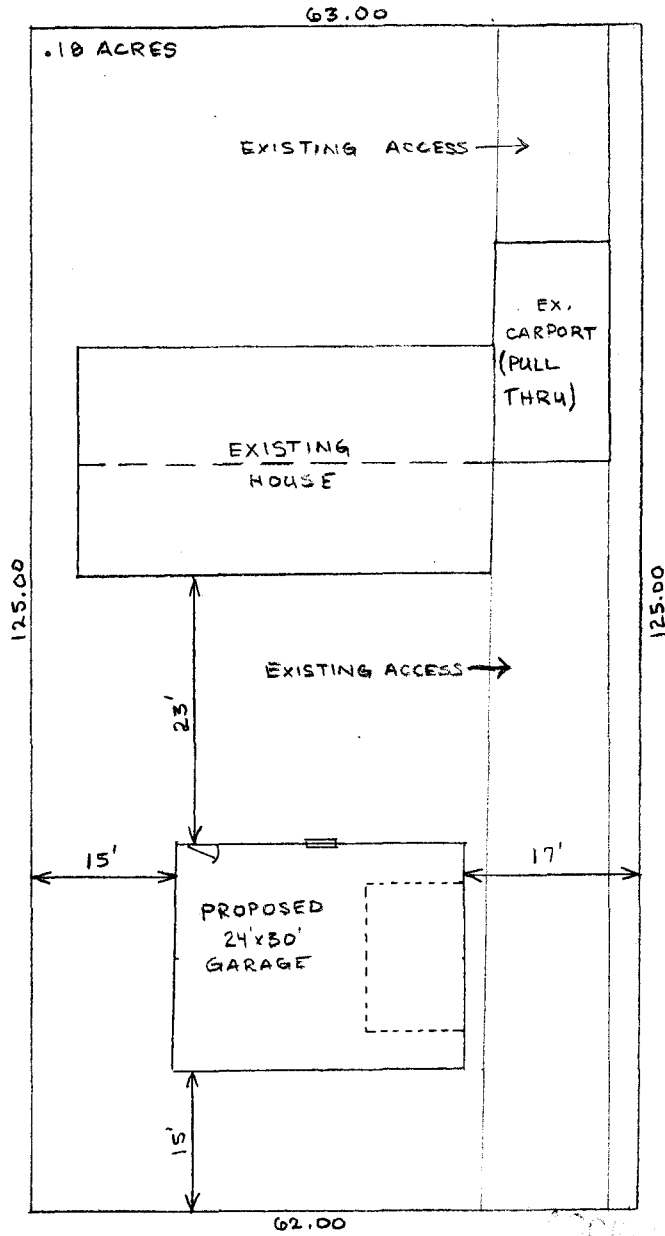 63.00
.18 ACRES
EXISTING ACCESS
EX.
CARPORT
(PULL
THRU)
EXISTING
HOUSE
125.00
125.00
EXISTING ACCESS
23'
15'
17'
PROPOSED
24'x30'
GARAGE
15'
62.00